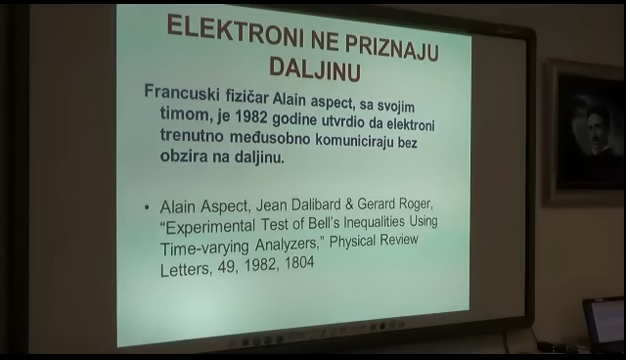 ELEKTRONI NE PRIZNAJU
DALJINU
Francuski fizičar Alain aspect, sa svojim
timom, je 1982 godine utvrdio da elektroni
trenutno međusobno komuniciraju bez
obzira na daljinu.
• Alain Aspect, Jean Dalibard & Gerard Roger,
“Experimental Test of Bell's Inequalities Using
Time-varying Analyzers,” Physical Review
Letters, 49, 1982, 1804